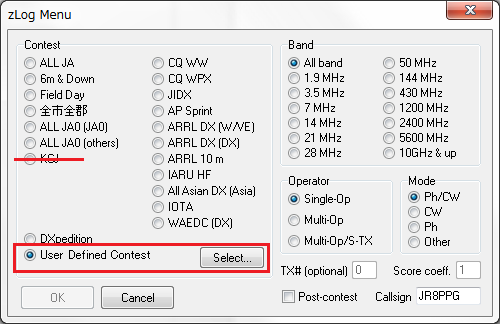 zLog Menu
Contest
ALL JA
6m & Down
Field Day
全市全郡
ALL JA0 (JA0)
ALL JA0 (others)
KCJ
CQ WW
CQ WPX
JIDX
AP Sprint
ARRL DX (W/VE)
ARRL DX (DX)
ARRL 10 m
IARU HF
All Asian DX (Asia)
IOTA
WAEDC (DX)
DXpedition
User Defined Contest
Select...
OK
Cancel
Band
All band
1.9 MHz
3.5 MHz
7 MHz
14 MHz
21 MHz
28 MHz
50 MHz
144 MHz
430 MHz
1200 MHz
2400 MHz
5600 MHz
10GHz & up
Operator
Single-Op
Multi-Op
Multi-Op/S-TX
Mode
Ph/CW
CW
Ph
Other
TX# (optional) 0
Score coeff. 1
Post-contest
Callsign JR8PPG